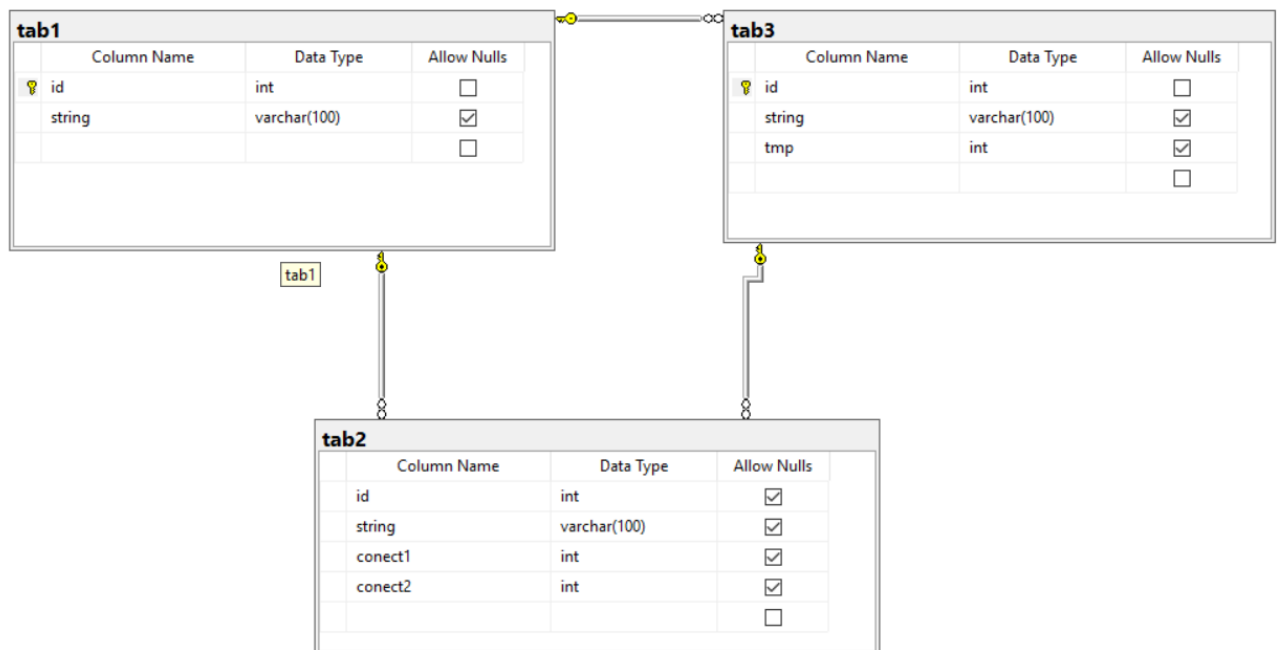 tab1
Column Name Data Type Allow Nulls
id int
string varchar(100)
tab3
Column Name Data Type Allow Nulls
id int
string varchar(100)
tmp int
tab1
tab2
Column Name Data Type Allow Nulls
id int
string varchar(100)
conect1 int
conect2 int